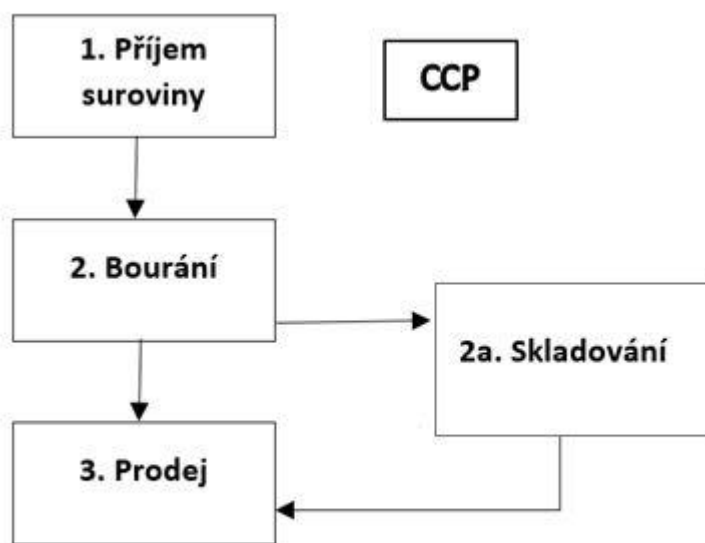 1. Příjem
suroviny
CCP
2. Bourání
2a. Skladování
3. Prodej